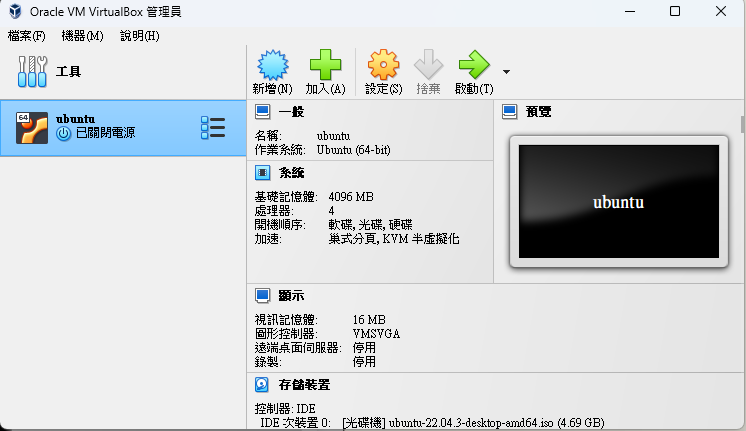 Oracle VM VirtualBox 管理員
檔案(F) 機器(M) 說明(H)
工具
新增(N) 加入(A) 設定(S) 捨棄 啟動(T)
64
ubuntu
已關閉電源
一般
名稱: ubuntu
作業系統: Ubuntu (64-bit)
系統
基礎記憶體: 4096 MB
處理器: 4
開機順序: 軟碟, 光碟, 硬碟
加速: 巢式分頁, KVM 半虛擬化
預覽
ubuntu
顯示
視訊記憶體: 16 MB
圖形控制器: VMSVGA
遠端桌面伺服器: 停用
錄製: 停用
存儲裝置
控制器: IDE
IDE 次裝置 0: [光碟機] ubuntu-22.04.3-desktop-amd64.iso (4.69 GB)